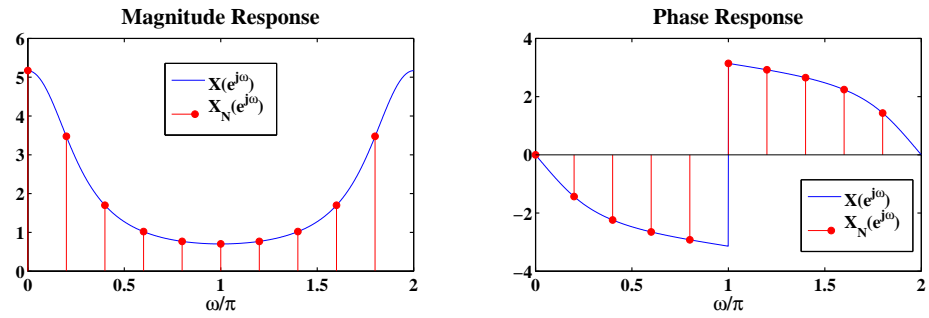 Magnitude Response
6
5
4
3
2
1
0
0 0.5 1 1.5 2
ω/π
X(e^{jω})
X_N(e^{jω})
Phase Response
4
2
0
−2
−4
0 0.5 1 1.5 2
ω/π
X(e^{jω})
X_N(e^{jω})